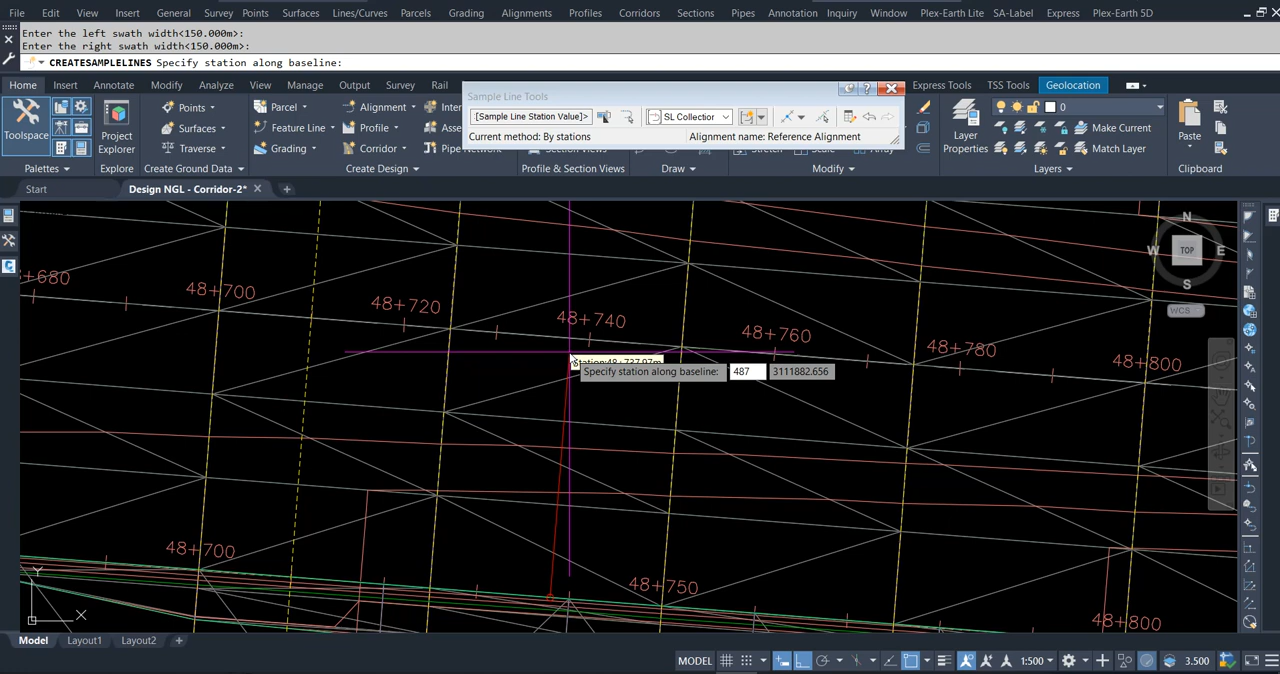 File Edit View Insert General Survey Points Surfaces Lines/Curves Parcels Grading Alignments Profiles Corridors Sections Pipes Annotation Inquiry Window Plex-Earth Lite SA-Label Express Plex-Earth 5D
Enter the left swath width<150.000m>:
Enter the right swath width<150.000m>:
CREATESAMPLELINES Specify station along baseline:
Home Insert Annotate Modify Analyze View Manage Output Survey Rail
Express Tools TSS Tools Geolocation
Sample Line Tools
[Sample Line Station Value]>
SL Collection
Current method: By stations
Alignment name: Reference Alignment
Toolspace
Project Explorer
Points
Surfaces
Traverse
Parcel
Feature Line
Grading
Alignment
Profile
Corridor
Layer Properties
0
Make Current
Match Layer
Paste
Palettes Explore Create Ground Data Create Design Profile & Section Views Draw Modify Layers Clipboard
Start
Design NGL - Corridor-2*
N
W TOP E
S
WCS
48+700
48+720
48+740
48+760
48+780
48+800
Specify station along baseline: 487 3111882.656
48+700
48+750
48+800
Y
X
Model Layout1 Layout2
MODEL 1:500 3.500